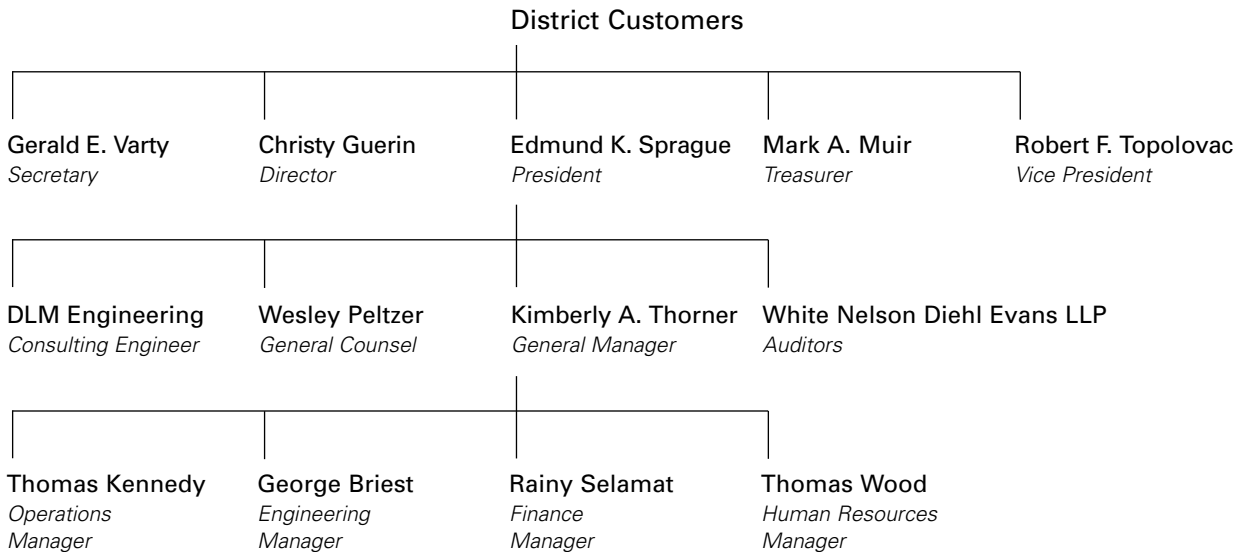 District Customers
Gerald E. Varty
Secretary
Christy Guerin
Director
Edmund K. Sprague
President
Mark A. Muir
Treasurer
Robert F. Topolovac
Vice President
DLM Engineering
Consulting Engineer
Wesley Peltzer
General Counsel
Kimberly A. Thorner
General Manager
White Nelson Diehl Evans LLP
Auditors
Thomas Kennedy
Operations
Manager
George Briest
Engineering
Manager
Rainy Selamat
Finance
Manager
Thomas Wood
Human Resources
Manager